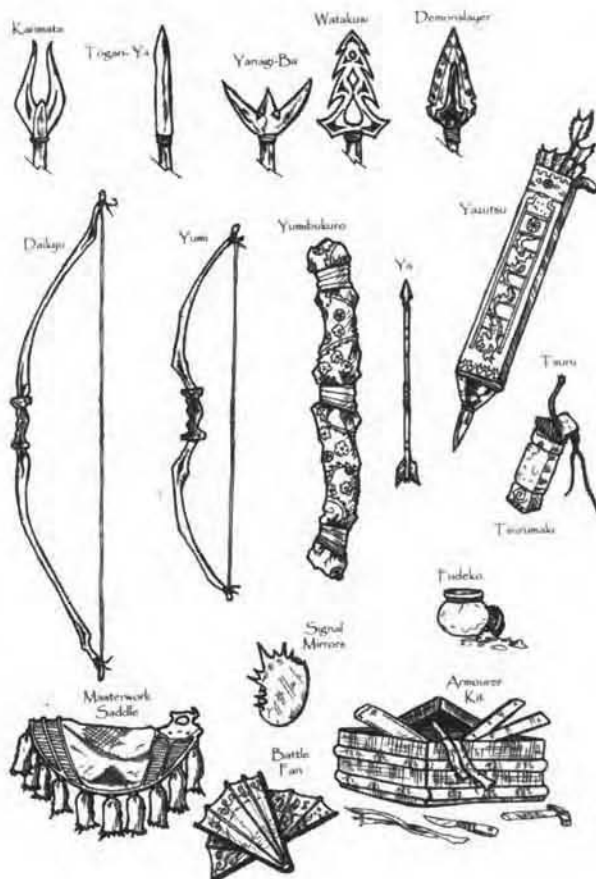 Karimata
Togari-Ya
Yanagi-Ba
Watakusi
Demonslayer
Yazutsu
Daikyu
Yumi
Yumibukuro
Ya
Tsuru
Tsurumaki
Fudeko
Signal
Mirrors
Masterwork
Saddle
Armourer
Kit
Battle
Fan